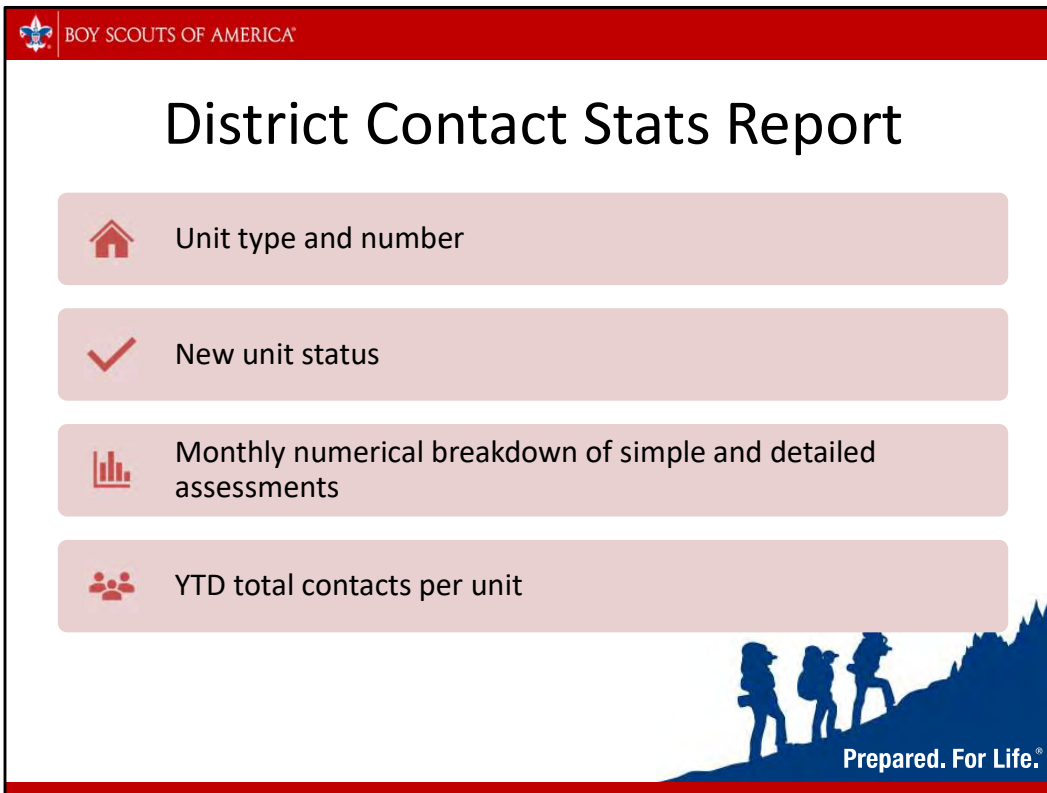 BOY SCOUTS OF AMERICA®
District Contact Stats Report
Unit type and number
New unit status
Monthly numerical breakdown of simple and detailed
assessments
YTD total contacts per unit
Prepared. For Life.®